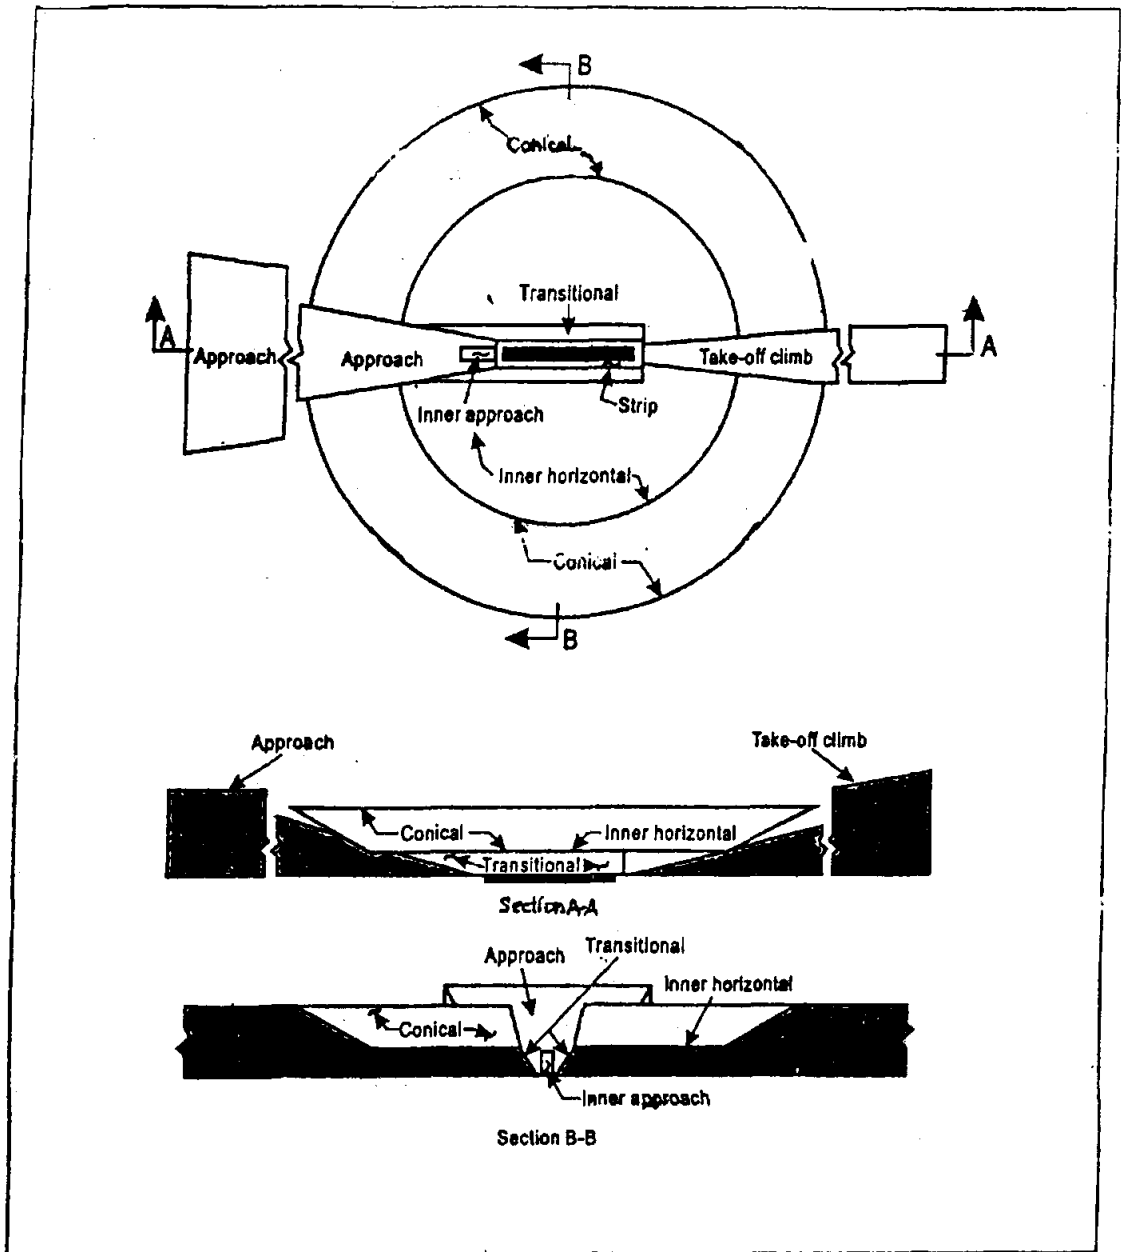 B
Conical
Transitional
A
Approach
Approach
Take-off climb
A
Inner approach
Strip
Inner horizontal
Conical
B
Approach
Take-off climb
Conical
Inner horizontal
Transitional
Section A-A
Transitional
Approach
Inner horizontal
Conical
Inner approach
Section B-B